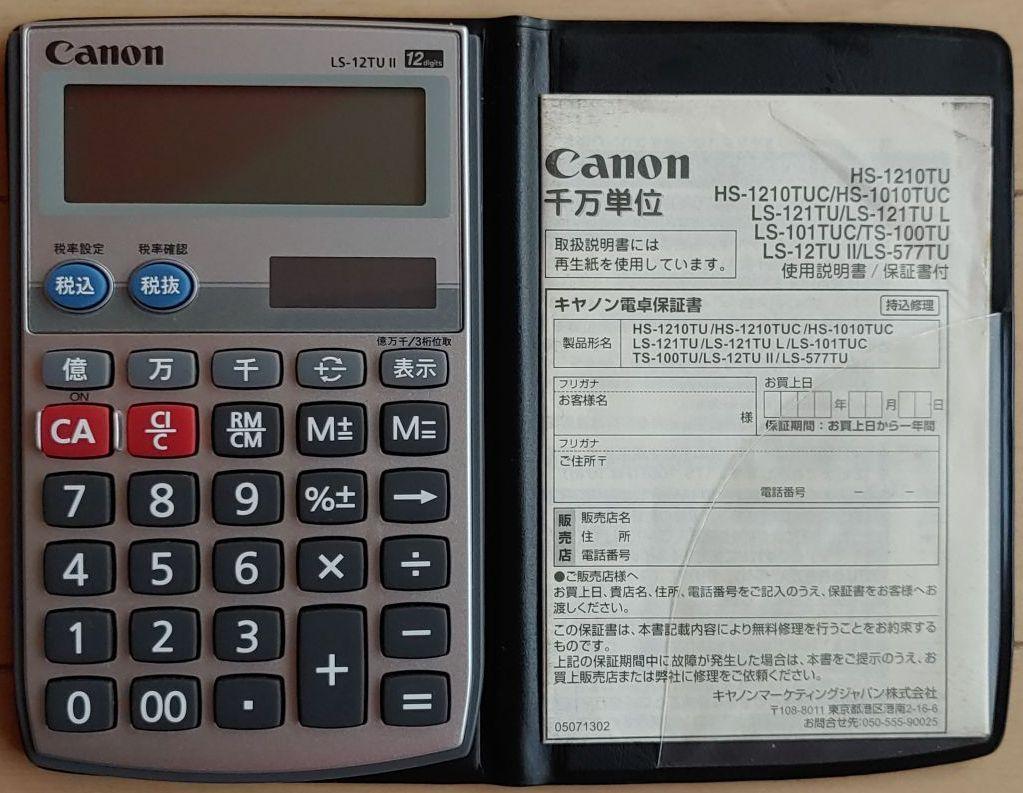 Canon
LS-12TU II 12 digits
税率設定 税率確認
税込 税抜
億万千/3桁位取
億 万 千 表示
ON
CA CI/C RM/CM M± M=
7 8 9 %± →
4 5 6 × ÷
1 2 3 + −
0 00 . =
Canon
千万単位
HS-1210TU
HS-1210TUC/HS-1010TUC
LS-121TU/LS-121TU L
LS-101TUC/TS-100TU
LS-12TU II/LS-577TU
使用説明書/保証書付
取扱説明書には
再生紙を使用しています。
キヤノン電卓保証書 持込修理
製品形名
HS-1210TU/HS-1210TUC/HS-1010TUC
LS-121TU/LS-121TU L/LS-101TUC
TS-100TU/LS-12TU II/LS-577TU
フリガナ
お客様名
様
お買上日
年 月 日
保証期間:お買上日から一年間
フリガナ
ご住所〒
電話番号 − −
販売店
販売店名
住 所
電話番号
●ご販売店様へ
お買上日、貴店名、住所、電話番号をご記入のうえ、保証書をお客様へお
渡しください。
この保証書は、本書記載内容により無料修理を行うことをお約束する
ものです。
上記の保証期間中に故障が発生した場合は、本書をご提示のうえ、お
買上販売店または弊社に修理をご依頼ください。
キヤノンマーケティングジャパン株式会社
〒108-8011 東京都港区港南2-16-6
05071302 お問合せ先:050-555-90025